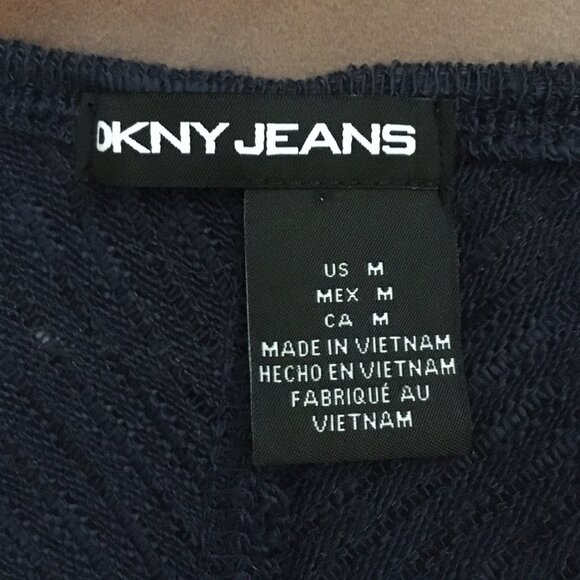 DKNY JEANS
US M
MEX M
CA M
MADE IN VIETNAM
HECHO EN VIETNAM
FABRIQUÉ AU
VIETNAM